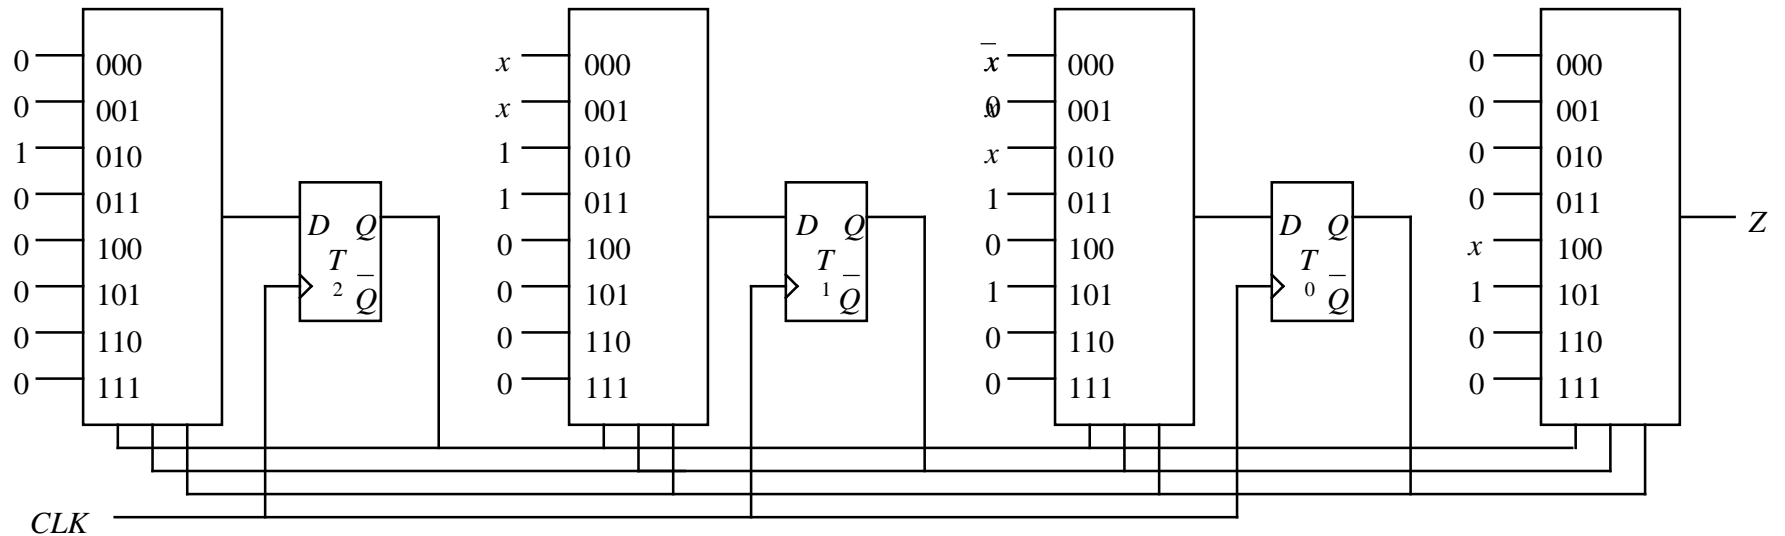 0 000 x 000 x̅ 000 0 000
0 001 x 001 001 0 001
1 010 1 010 x 010 0 010
0 011 1 011 1 011 0 011
D Q D Q D Q Z
0 100 0 100 0 100 x 100
T 2 T 1 T 0
0 101 0 101 1 101 1 101
Q̅ Q̅ Q̅
0 110 0 110 0 110 0 110
0 111 0 111 0 111 0 111
CLK